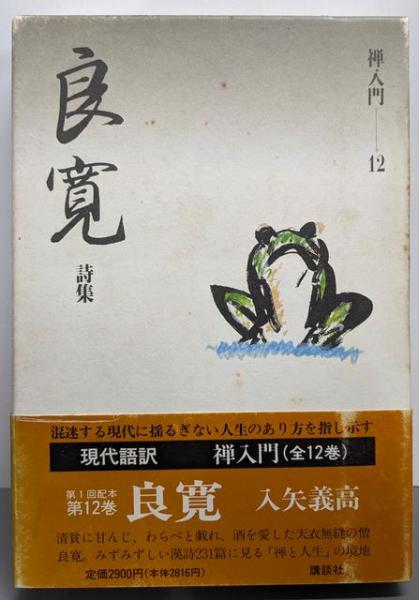 禅入門──12
良寛
詩集
混迷する現代に揺るぎない人生のあり方を指し示す
現代語訳 禅入門(全12巻)
第1回配本
第12巻 良寛 入矢義高
清貧に甘んじ、わらべと戯れ、酒を愛した天衣無縫の僧
良寛。みずみずしい漢詩231篇に見る「禅と人生」の境地
定価2900円(本体2816円) 講談社